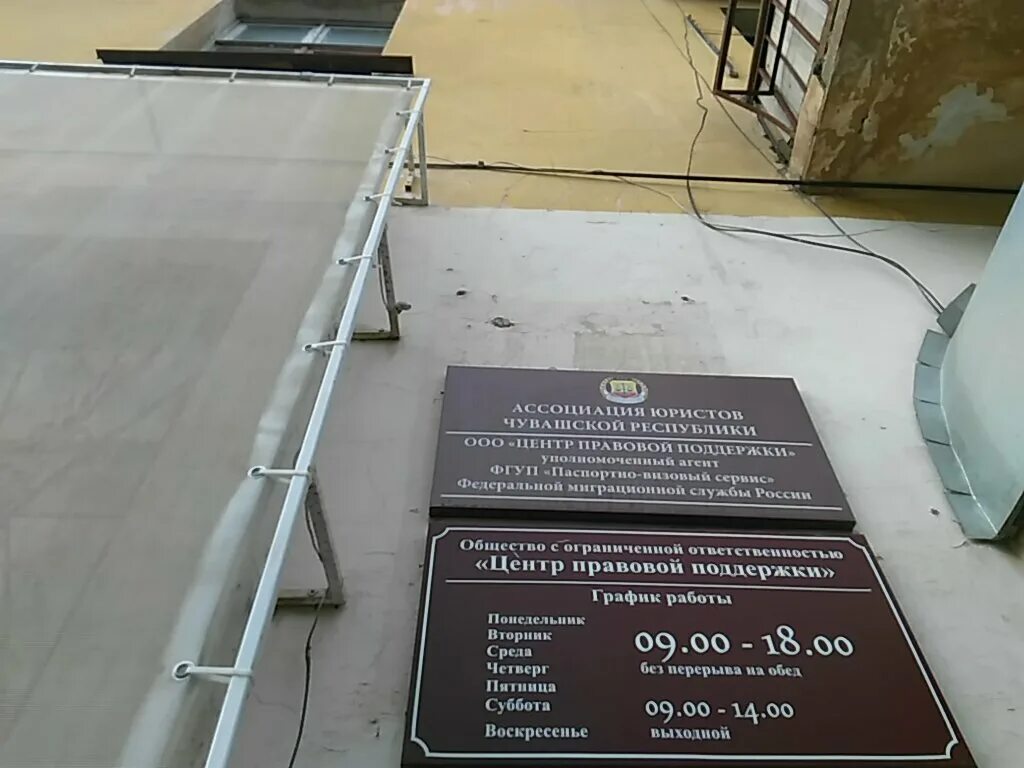 АССОЦИАЦИЯ ЮРИСТОВ
ЧУВАШСКОЙ РЕСПУБЛИКИ
ООО «ЦЕНТР ПРАВОВОЙ ПОДДЕРЖКИ»
уполномоченный агент
ФГУП «Паспортно-визовый сервис»
Федеральной миграционной службы России
Общество с ограниченной ответственностью
«Центр правовой поддержки»
График работы
Понедельник
Вторник
Среда
Четверг
Пятница
09.00 - 18.00
без перерыва на обед
Суббота 09.00 - 14.00
Воскресенье выходной